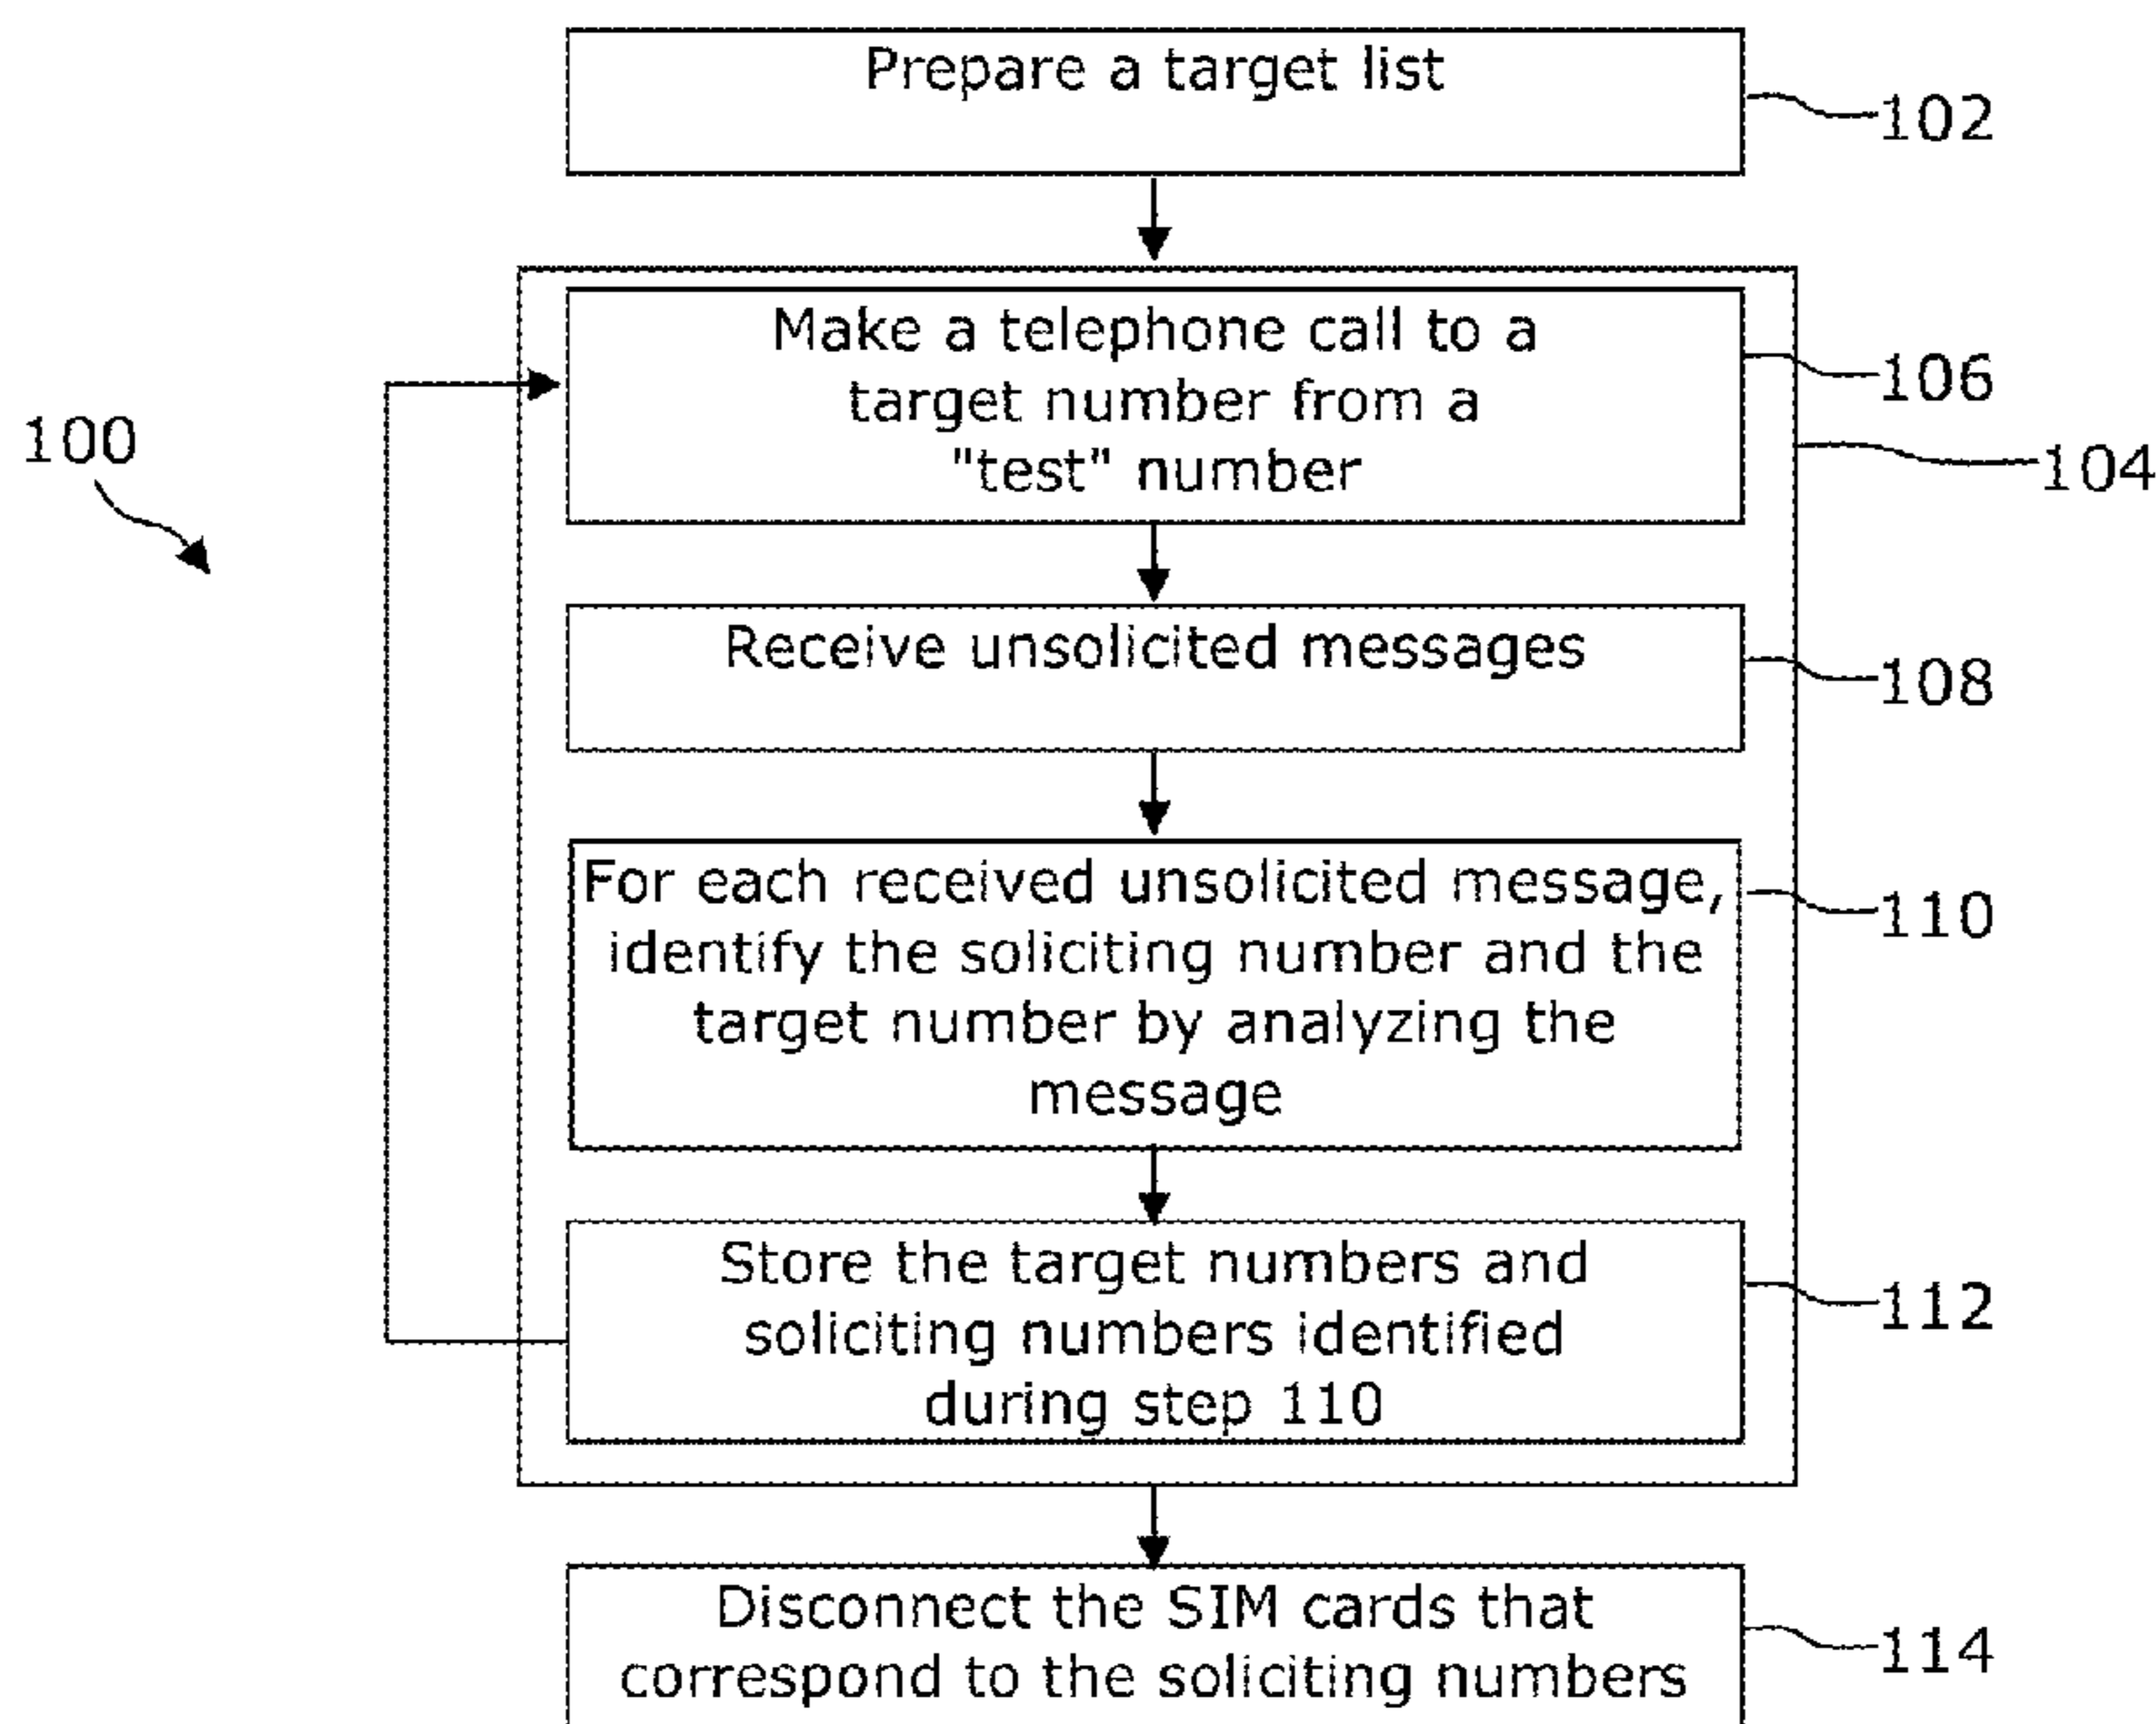 Prepare a target list
102
Make a telephone call to a
target number from a
"test" number
106
100
104
Receive unsolicited messages
108
For each received unsolicited message,
identify the soliciting number and the
target number by analyzing the
message
110
Store the target numbers and
soliciting numbers identified
during step 110
112
Disconnect the SIM cards that
correspond to the soliciting numbers
114